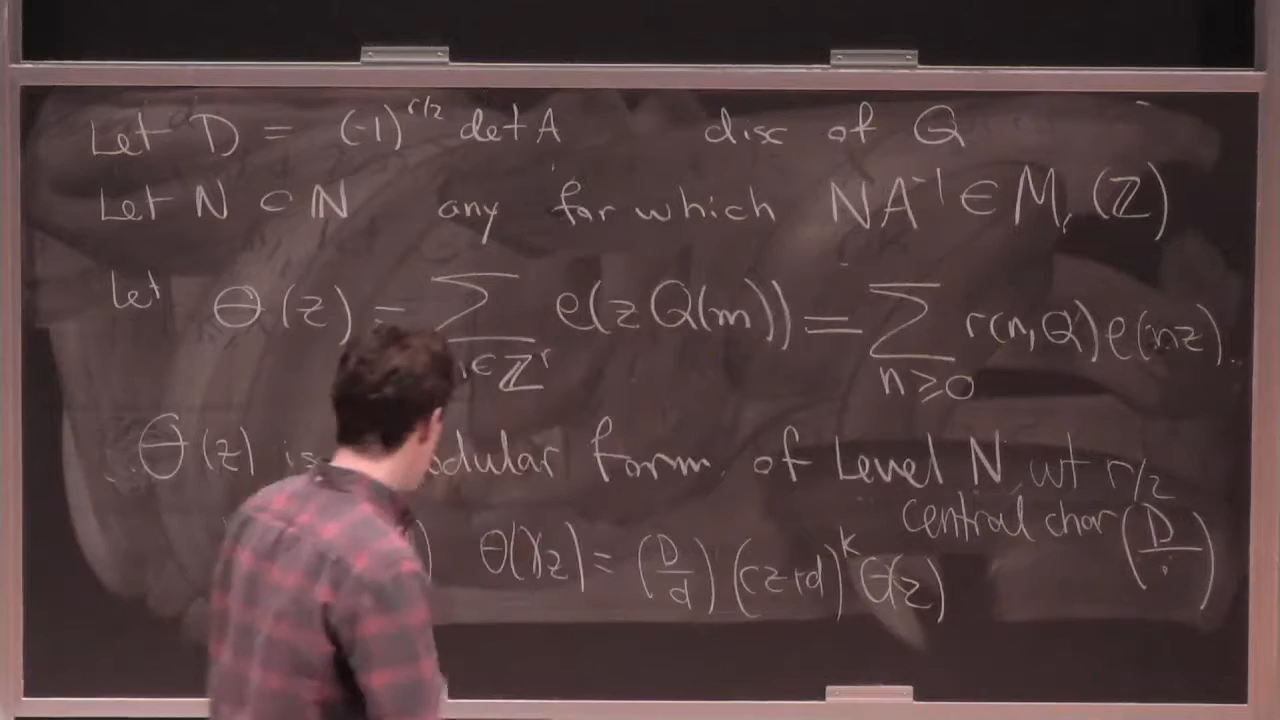 Let D = (-1)^{r/2} det A disc of Q
Let N ∈ ℕ any for which NA^{-1} ∈ M_r(ℤ)
let Θ(z) = ∑_{m∈ℤ^r} e(zQ(m)) = ∑_{n≥0} r(n,Q)e(nz).
Θ(z) is modular form of Level N, wt r/2
central char (D/·)
Θ(γz) = (D/d)(cz+d)^k Θ(z)